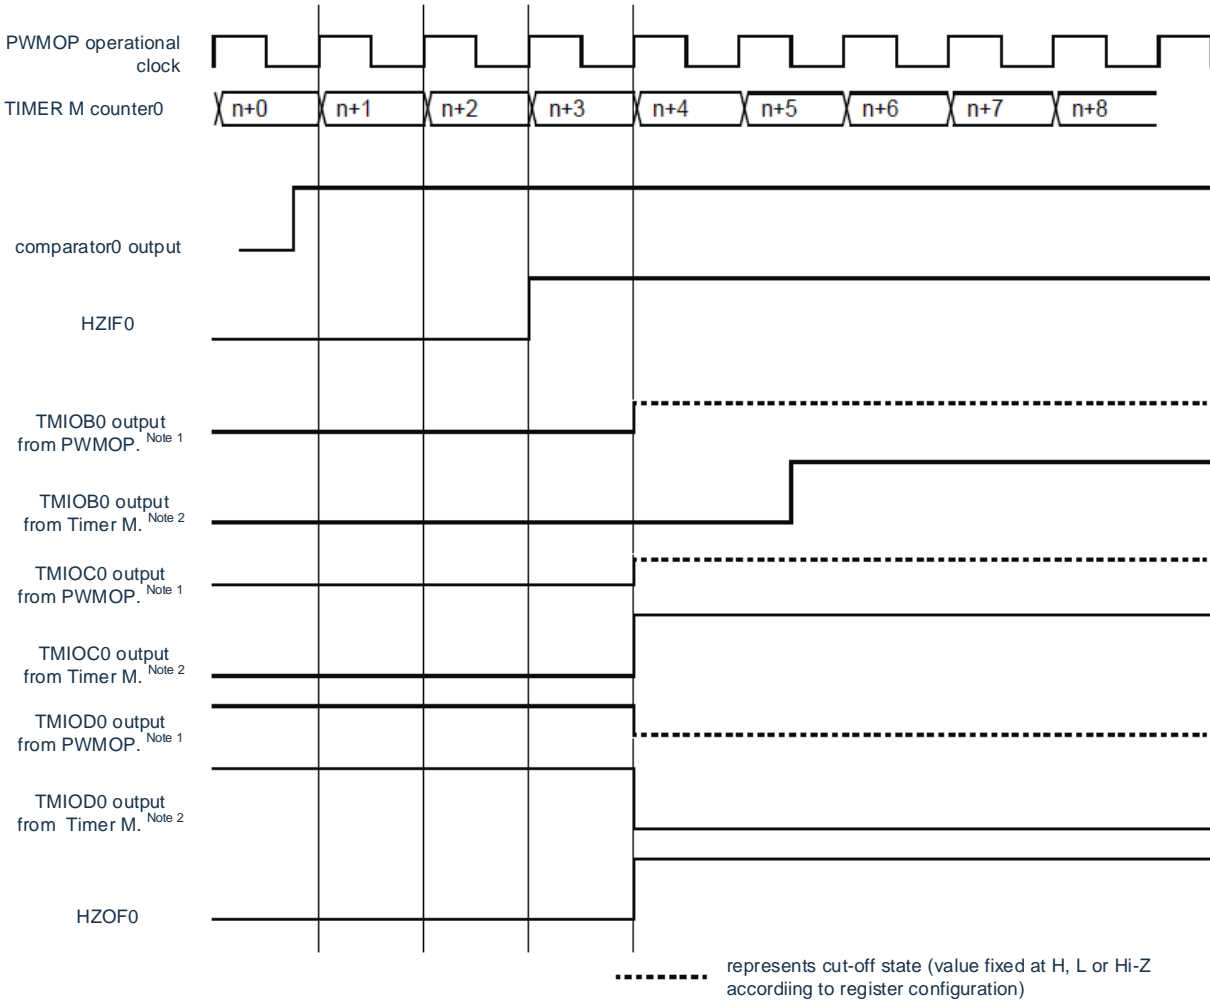 PWMOP operational
clock
TIMER M counter0
n+0 n+1 n+2 n+3 n+4 n+5 n+6 n+7 n+8
comparator0 output
HZIF0
TMIOB0 output
from PWMOP. Note 1
TMIOB0 output
from Timer M. Note 2
TMIOC0 output
from PWMOP. Note 1
TMIOC0 output
from Timer M. Note 2
TMIOD0 output
from PWMOP. Note 1
TMIOD0 output
from Timer M. Note 2
HZOF0
represents cut-off state (value fixed at H, L or Hi-Z
accordiing to register configuration)